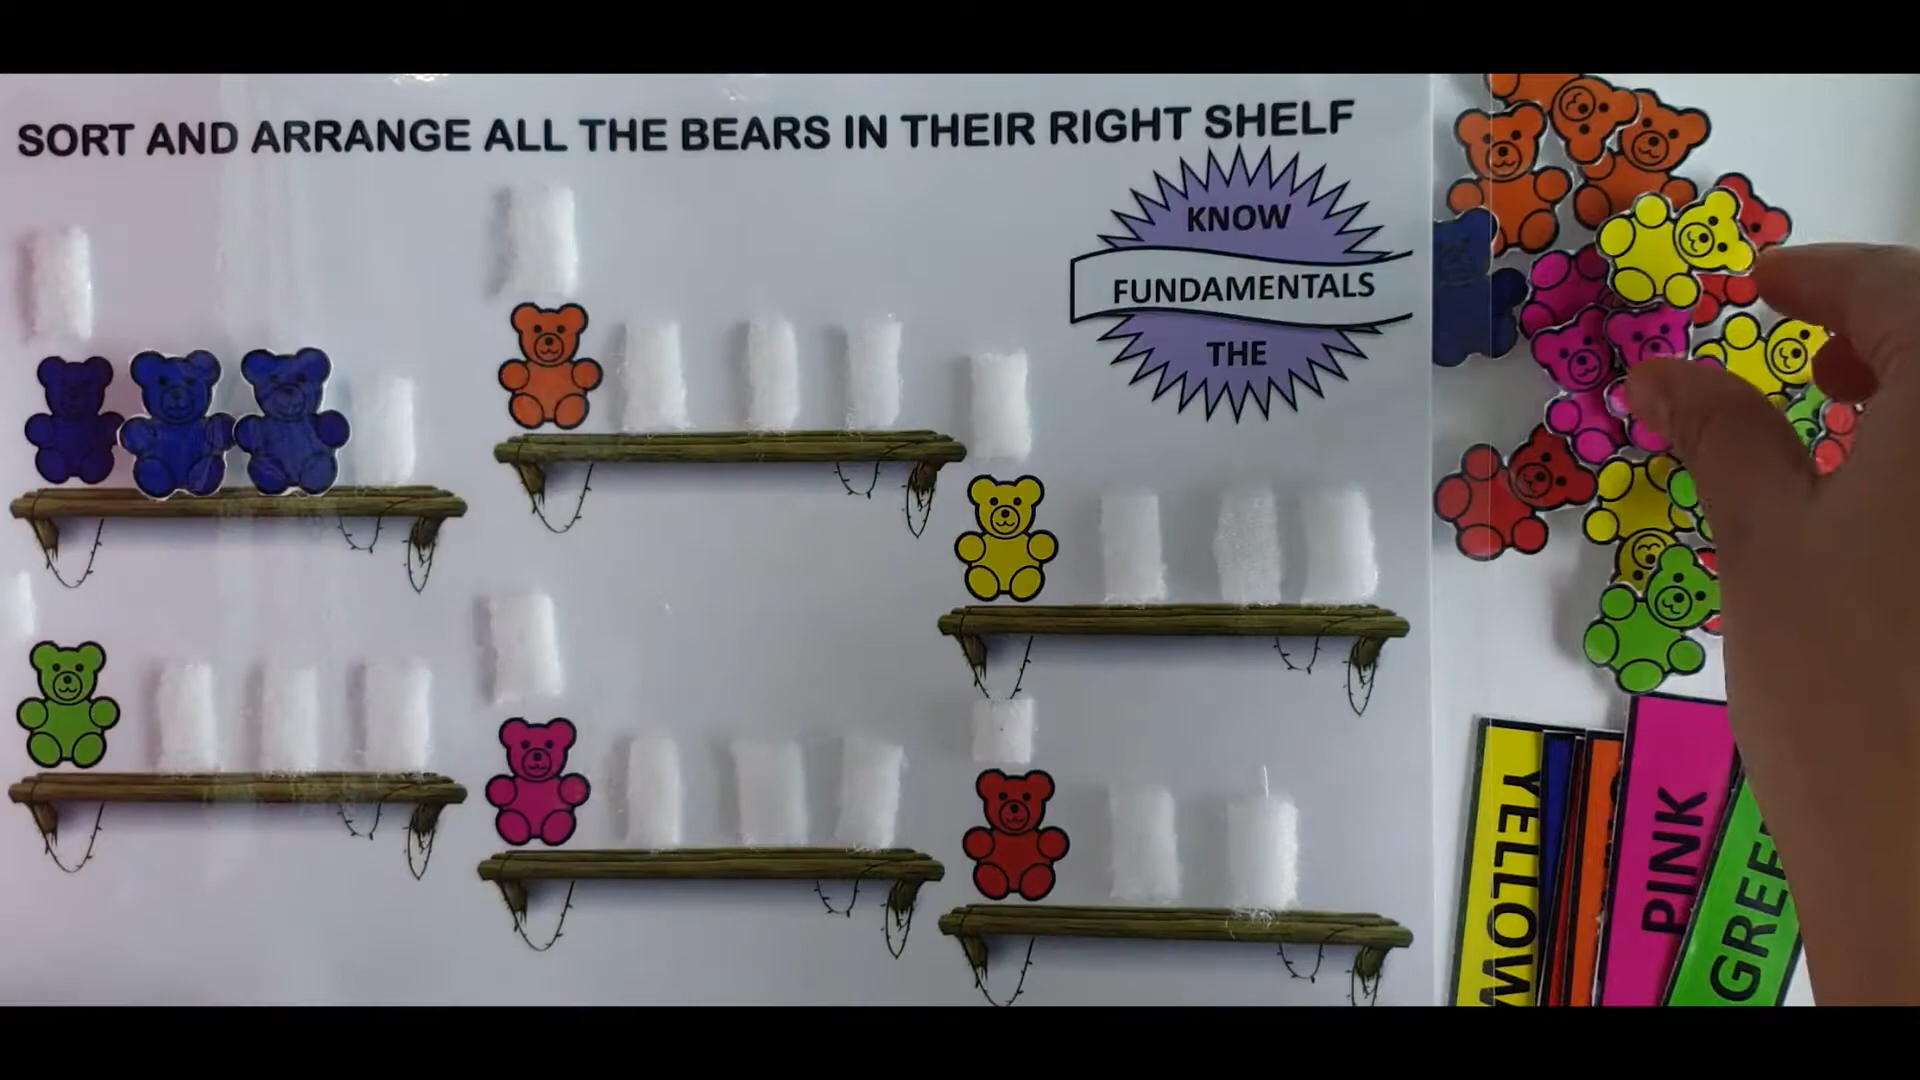 SORT AND ARRANGE ALL THE BEARS IN THEIR RIGHT SHELF
KNOW
FUNDAMENTALS
THE
YELLOW
PINK